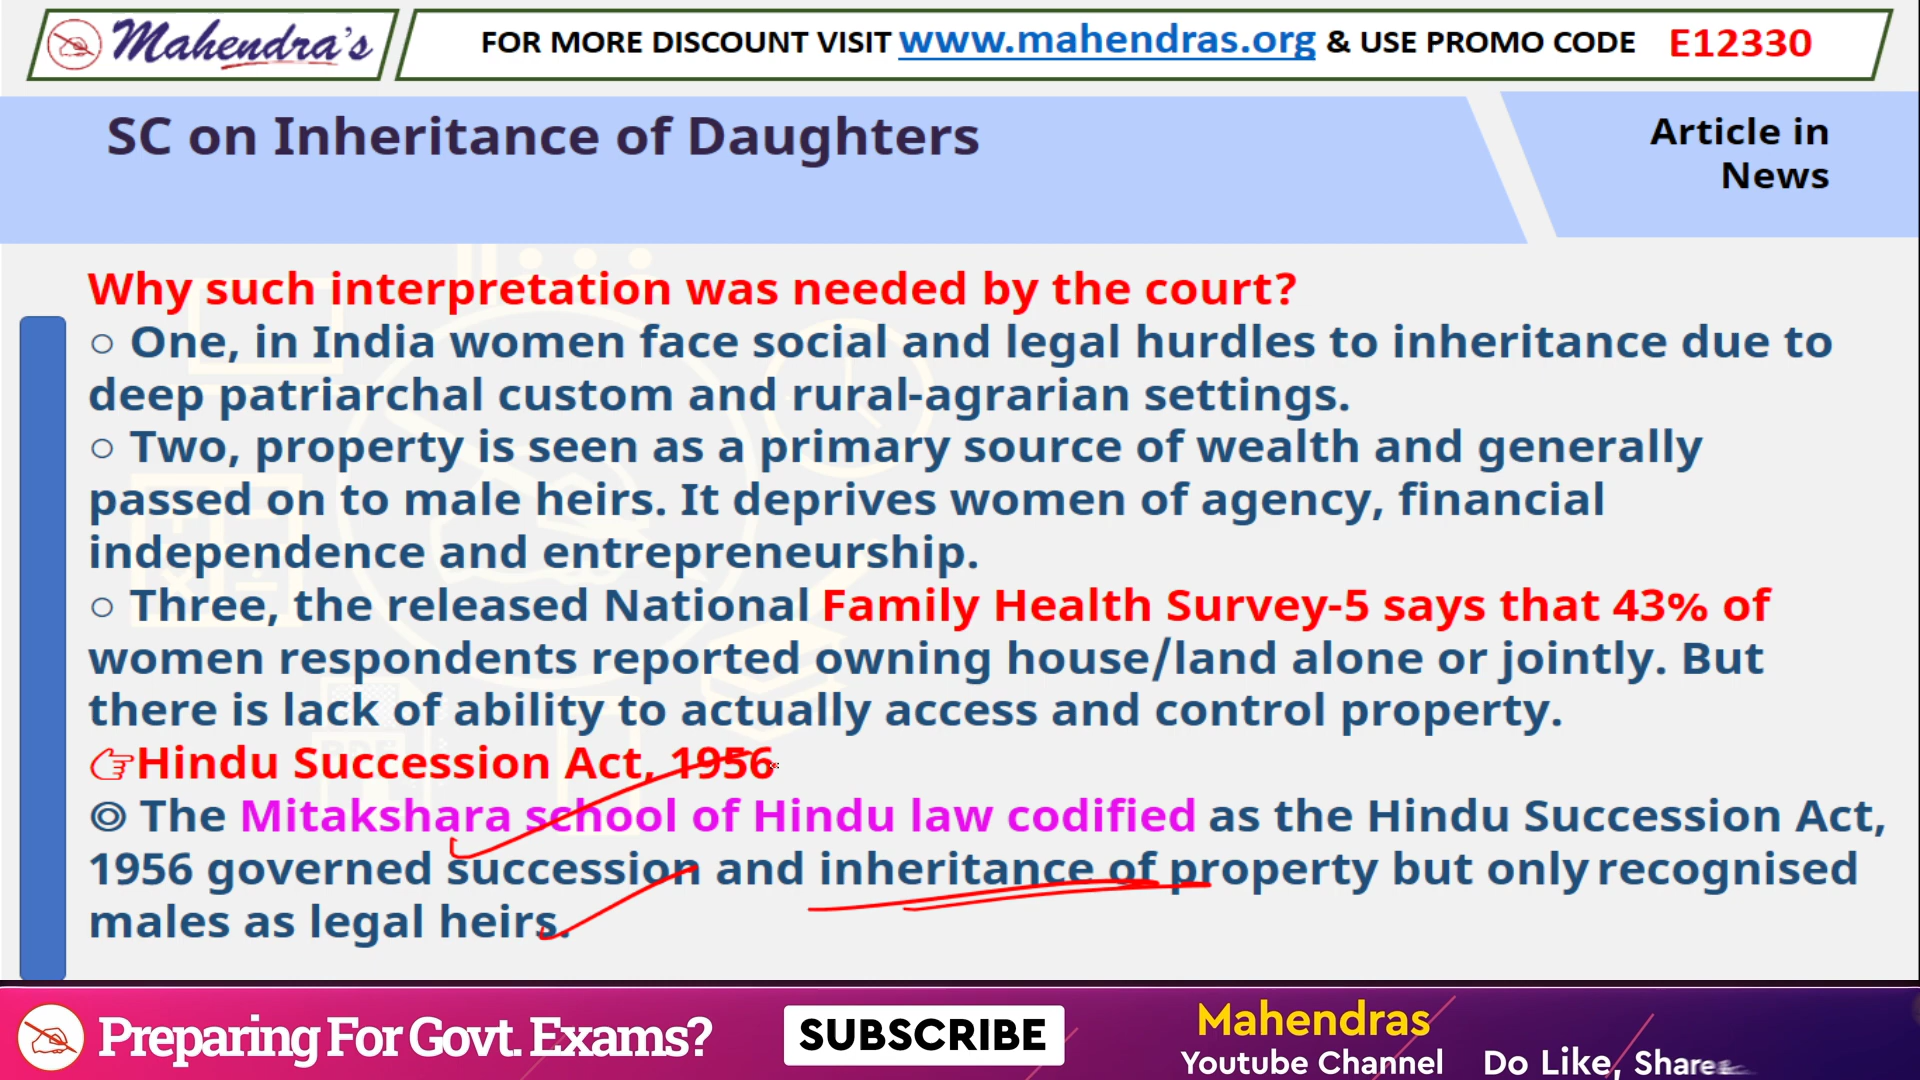 Mahendra's
FOR MORE DISCOUNT VISIT www.mahendras.org & USE PROMO CODE E12330
SC on Inheritance of Daughters
Article in
News
Why such interpretation was needed by the court?
○ One, in India women face social and legal hurdles to inheritance due to
deep patriarchal custom and rural-agrarian settings.
○ Two, property is seen as a primary source of wealth and generally
passed on to male heirs. It deprives women of agency, financial
independence and entrepreneurship.
○ Three, the released National Family Health Survey-5 says that 43% of
women respondents reported owning house/land alone or jointly. But
there is lack of ability to actually access and control property.
👉Hindu Succession Act, 1956
◎ The Mitakshara school of Hindu law codified as the Hindu Succession Act,
1956 governed succession and inheritance of property but only recognised
males as legal heirs.
Preparing For Govt. Exams?
SUBSCRIBE
Mahendras
Youtube Channel
Do Like, Share